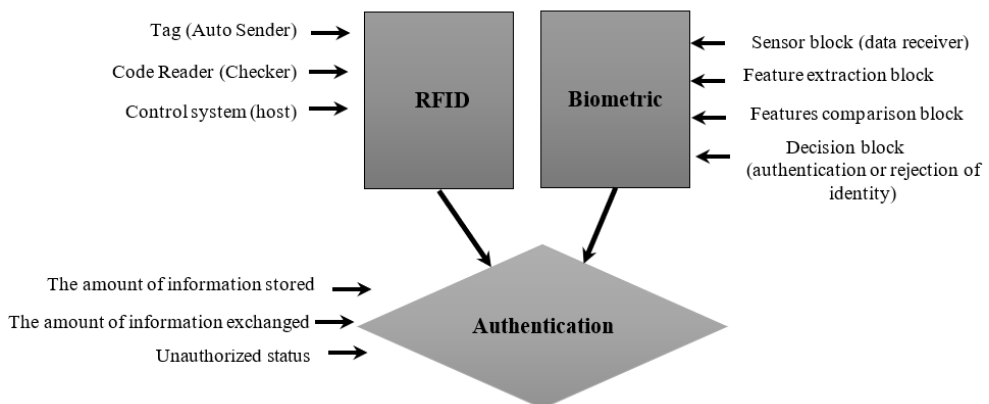 Tag (Auto Sender)
Code Reader (Checker)
Control system (host)
RFID
Biometric
Sensor block (data receiver)
Feature extraction block
Features comparison block
Decision block
(authentication or rejection of
identity)
The amount of information stored
The amount of information exchanged
Unauthorized status
Authentication